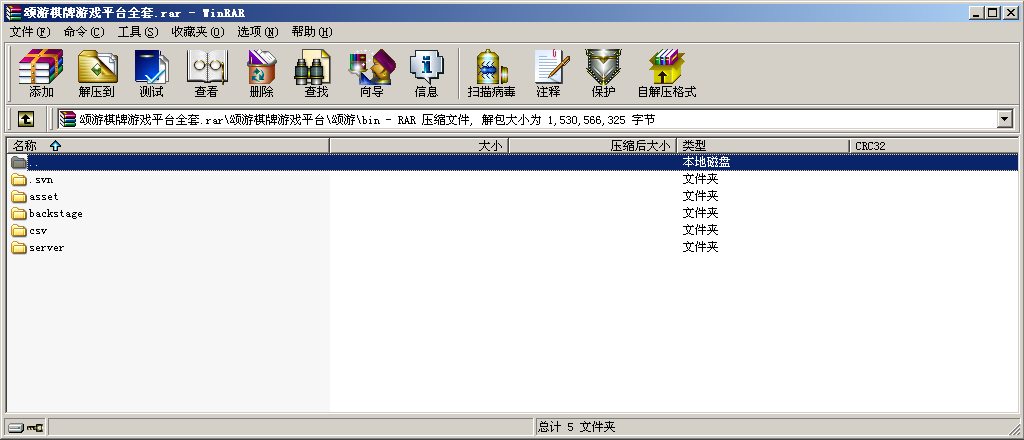 颂游棋牌游戏平台全套.rar - WinRAR
文件(F) 命令(C) 工具(S) 收藏夹(O) 选项(N) 帮助(H)
添加 解压到 测试 查看 删除 查找 向导 信息 扫描病毒 注释 保护 自解压格式
颂游棋牌游戏平台全套.rar\颂游棋牌游戏平台\颂游\bin - RAR 压缩文件, 解包大小为 1,530,566,325 字节
名称 大小 压缩后大小 类型 CRC32
.. 本地磁盘
.svn 文件夹
asset 文件夹
backstage 文件夹
csv 文件夹
server 文件夹
总计 5 文件夹